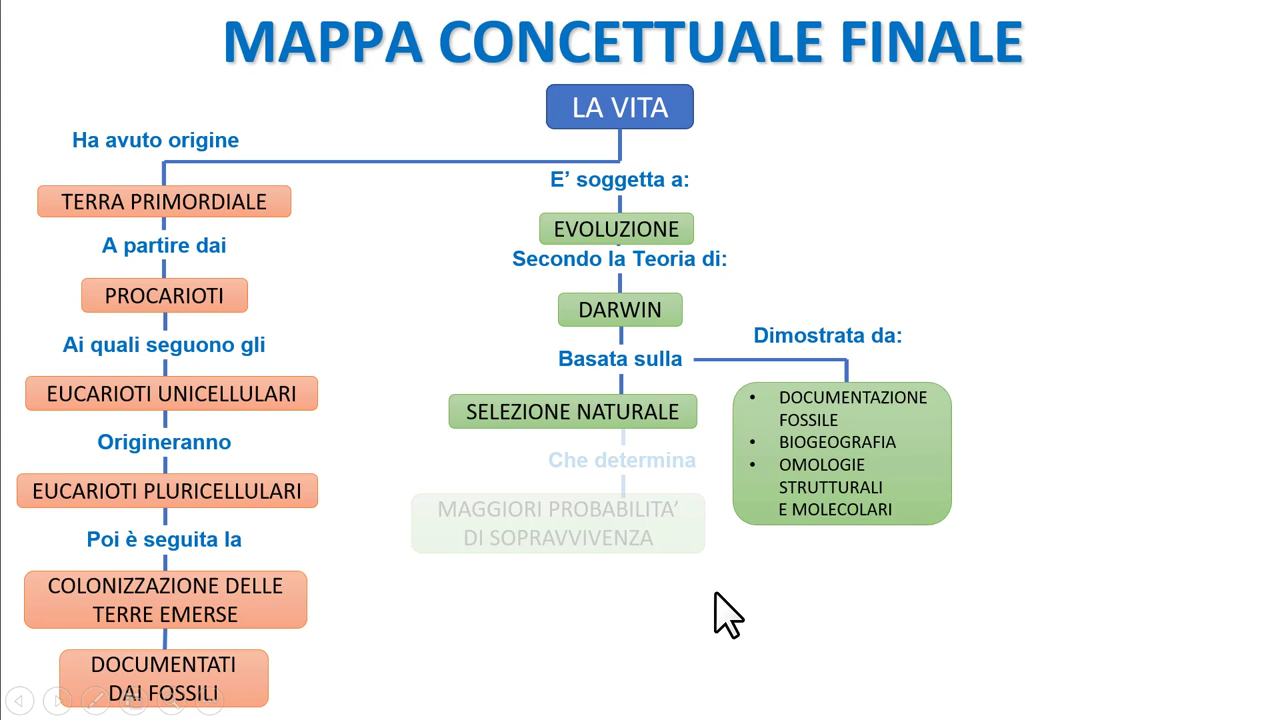 MAPPA CONCETTUALE FINALE
LA VITA
Ha avuto origine
TERRA PRIMORDIALE
A partire dai
PROCARIOTI
Ai quali seguono gli
EUCARIOTI UNICELLULARI
Origineranno
EUCARIOTI PLURICELLULARI
Poi è seguita la
COLONIZZAZIONE DELLE
TERRE EMERSE
DOCUMENTATI
DAI FOSSILI
E’ soggetta a:
EVOLUZIONE
Secondo la Teoria di:
DARWIN
Basata sulla
SELEZIONE NATURALE
Che determina
MAGGIORI PROBABILITA’
DI SOPRAVVIVENZA
Dimostrata da:
• DOCUMENTAZIONE
FOSSILE
• BIOGEOGRAFIA
• OMOLOGIE
STRUTTURALI
E MOLECOLARI